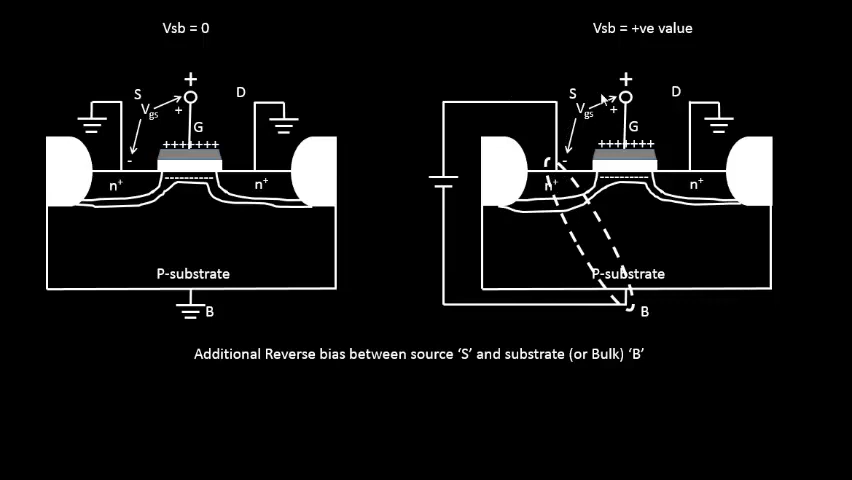 Vsb = 0
Vsb = +ve value
+
+
S
D
S
D
Vgs
+
Vgs
+
G
G
+++++++
+++++++
-
-
n+
--------
n+
n+
--------
n+
P-substrate
P-substrate
B
B
Additional Reverse bias between source ‘S’ and substrate (or Bulk) ‘B’